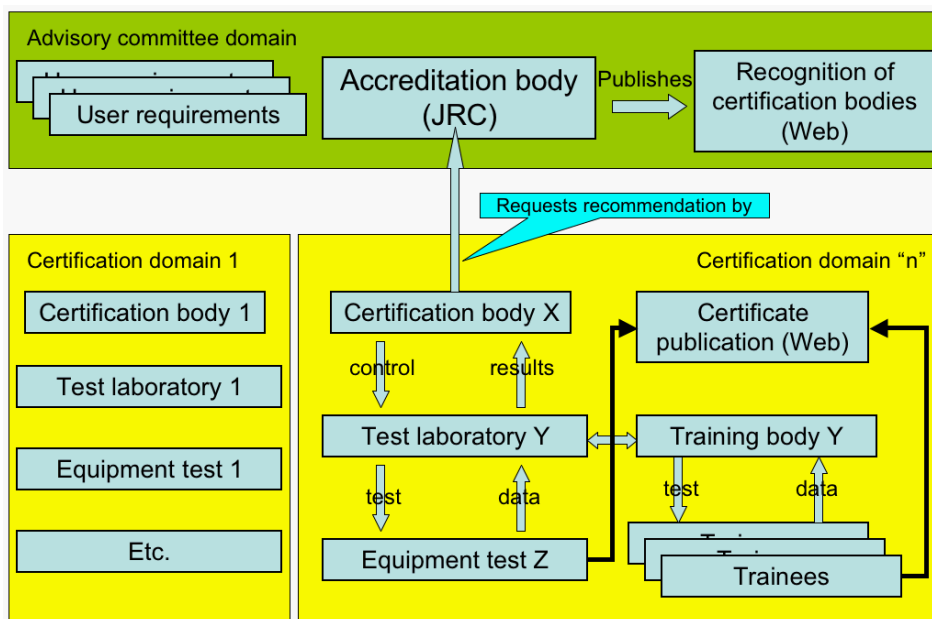 Advisory committee domain
User requirements
Accreditation body
(JRC)
Publishes
Recognition of
certification bodies
(Web)
Requests recommendation by
Certification domain 1
Certification body 1
Test laboratory 1
Equipment test 1
Etc.
Certification domain “n”
Certification body X
Certificate
publication (Web)
control
results
Test laboratory Y
Training body Y
test
data
test
data
Equipment test Z
Trainees